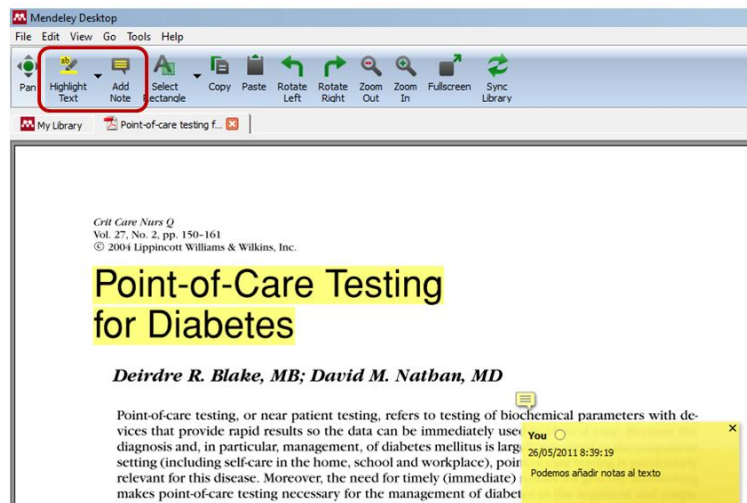 Mendeley Desktop
File Edit View Go Tools Help
Pan Highlight Text Add Note Select Rectangle Copy Paste Rotate Left Rotate Right Zoom Out Zoom In Fullscreen Sync Library
My Library Point-of-care testing f...
Crit Care Nurs Q
Vol. 27, No. 2, pp. 150–161
© 2004 Lippincott Williams & Wilkins, Inc.
Point-of-Care Testing
for Diabetes
Deirdre R. Blake, MB; David M. Nathan, MD
Point-of-care testing, or near patient testing, refers to testing of biochemical parameters with de-
vices that provide rapid results so the data can be immediately
diagnosis and, in particular, management, of diabetes mellitus is
setting (including self-care in the home, school and workplace),
relevant for this disease. Moreover, the need for timely (immediate)
makes point-of-care testing necessary for the management of
You
26/05/2011 8:39:19
Podemos añadir notas al texto